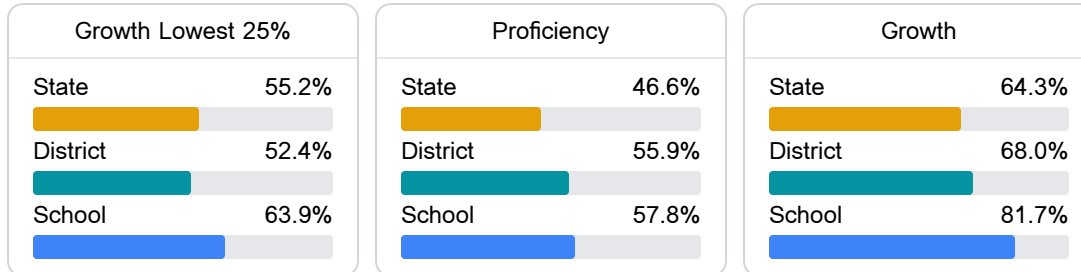 Growth Lowest 25%
State 55.2%
District 52.4%
School 63.9%
Proficiency
State 46.6%
District 55.9%
School 57.8%
Growth
State 64.3%
District 68.0%
School 81.7%